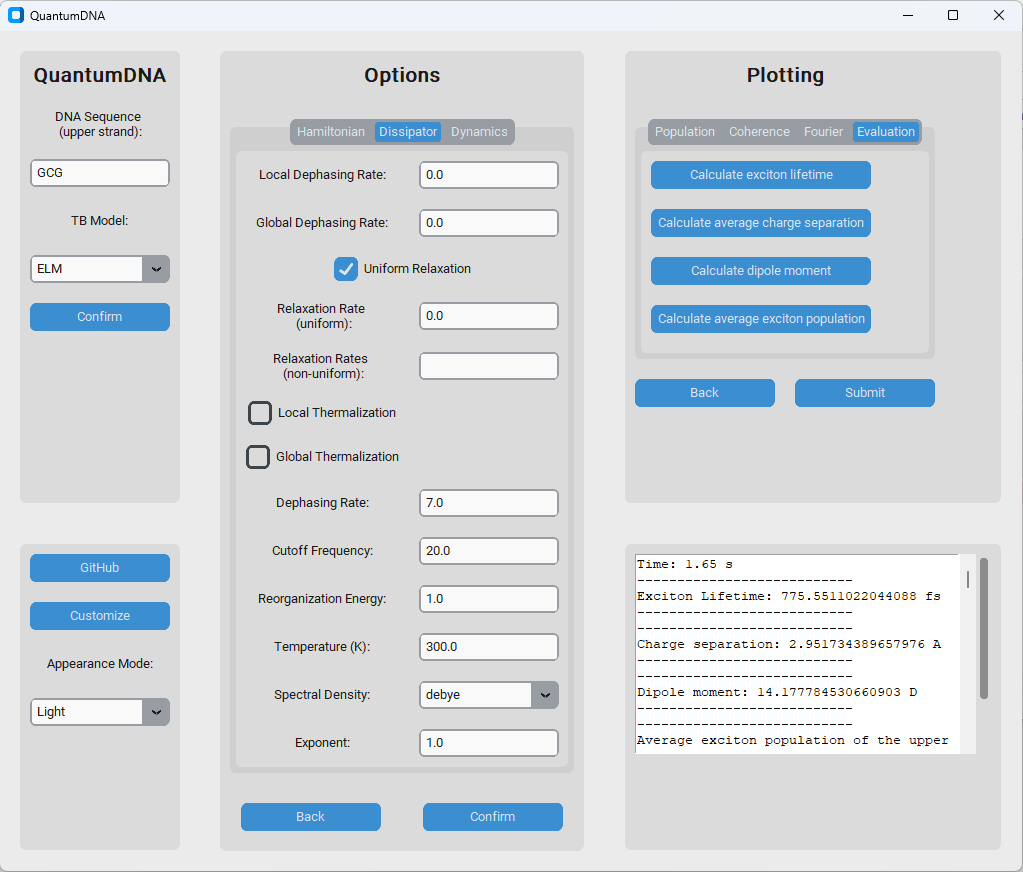 QuantumDNA
QuantumDNA
DNA Sequence
(upper strand):
GCG
TB Model:
ELM
Confirm
GitHub
Customize
Appearance Mode:
Light
Options
Hamiltonian Dissipator Dynamics
Local Dephasing Rate: 0.0
Global Dephasing Rate: 0.0
Uniform Relaxation
Relaxation Rate
(uniform): 0.0
Relaxation Rates
(non-uniform):
Local Thermalization
Global Thermalization
Dephasing Rate: 7.0
Cutoff Frequency: 20.0
Reorganization Energy: 1.0
Temperature (K): 300.0
Spectral Density: debye
Exponent: 1.0
Back Confirm
Plotting
Population Coherence Fourier Evaluation
Calculate exciton lifetime
Calculate average charge separation
Calculate dipole moment
Calculate average exciton population
Back Submit
Time: 1.65 s
---------------------------
Exciton Lifetime: 775.5511022044088 fs
---------------------------
---------------------------
Charge separation: 2.951734389657976 A
---------------------------
---------------------------
Dipole moment: 14.177784530660903 D
---------------------------
---------------------------
Average exciton population of the upper